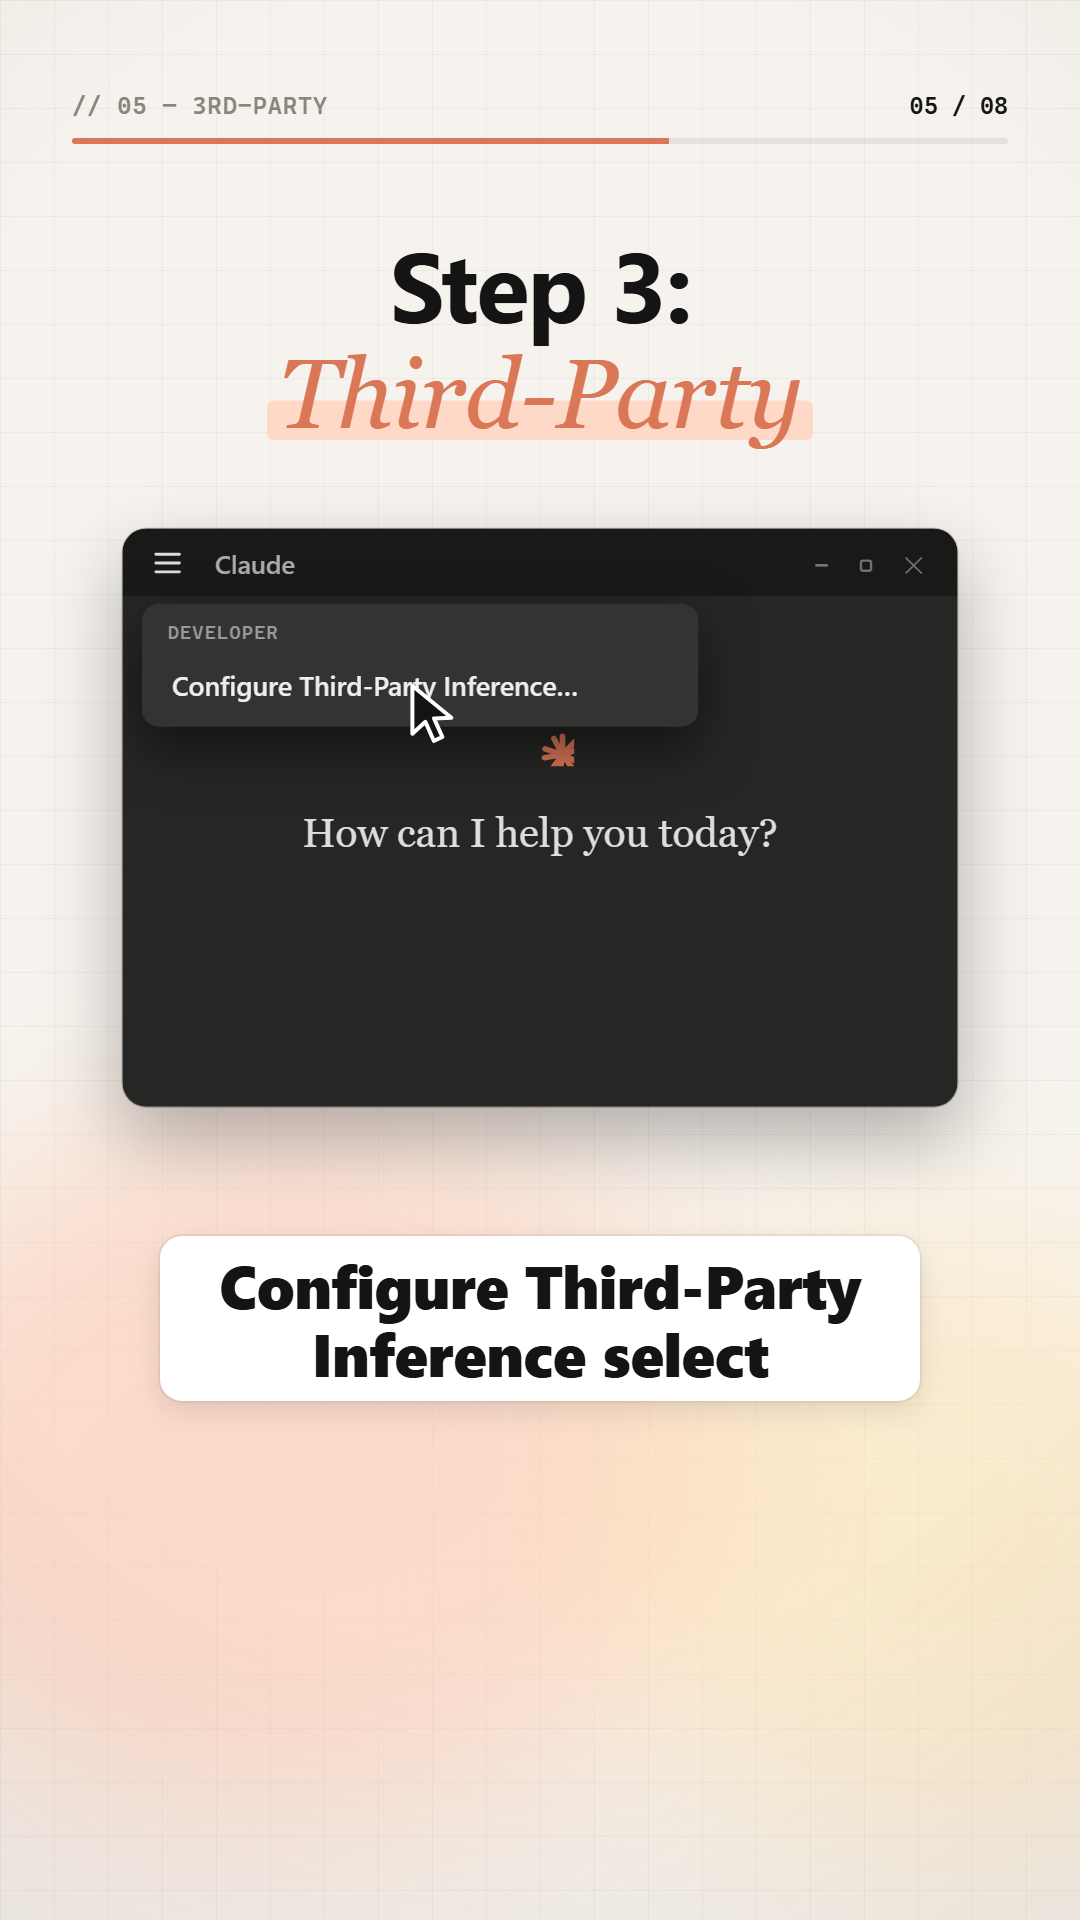 // 05 — 3RD-PARTY
05 / 08
Step 3:
Third-Party
Claude
DEVELOPER
Configure Third-Party Inference...
How can I help you today?
Configure Third-Party
Inference select